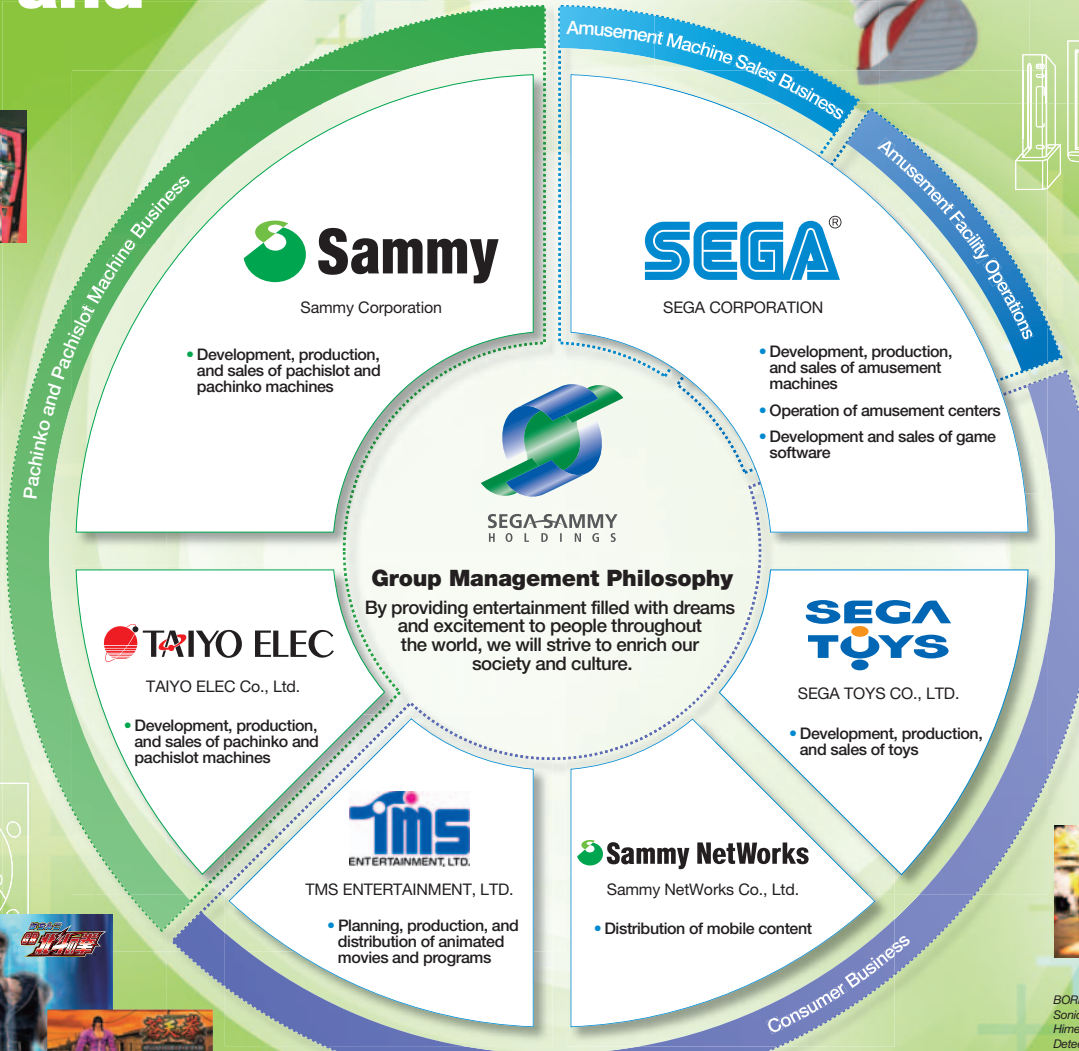 and
Amusement Machine Sales Business
Amusement Facility Operations
Pachinko and Pachislot Machine Business
Sammy
Sammy Corporation
• Development, production,
and sales of pachislot and
pachinko machines
SEGA®
SEGA CORPORATION
• Development, production,
and sales of amusement
machines
• Operation of amusement centers
• Development and sales of game
software
SEGA SAMMY
HOLDINGS
Group Management Philosophy
By providing entertainment filled with dreams
and excitement to people throughout
the world, we will strive to enrich our
society and culture.
TAIYO ELEC
TAIYO ELEC Co., Ltd.
• Development, production,
and sales of pachinko and
pachislot machines
SEGA
TOYS
SEGA TOYS CO., LTD.
• Development, production,
and sales of toys
TMS
ENTERTAINMENT, LTD.
TMS ENTERTAINMENT, LTD.
• Planning, production, and
distribution of animated
movies and programs
Sammy NetWorks
Sammy NetWorks Co., Ltd.
• Distribution of mobile content
Consumer Business
Sonic
Hime
Detec